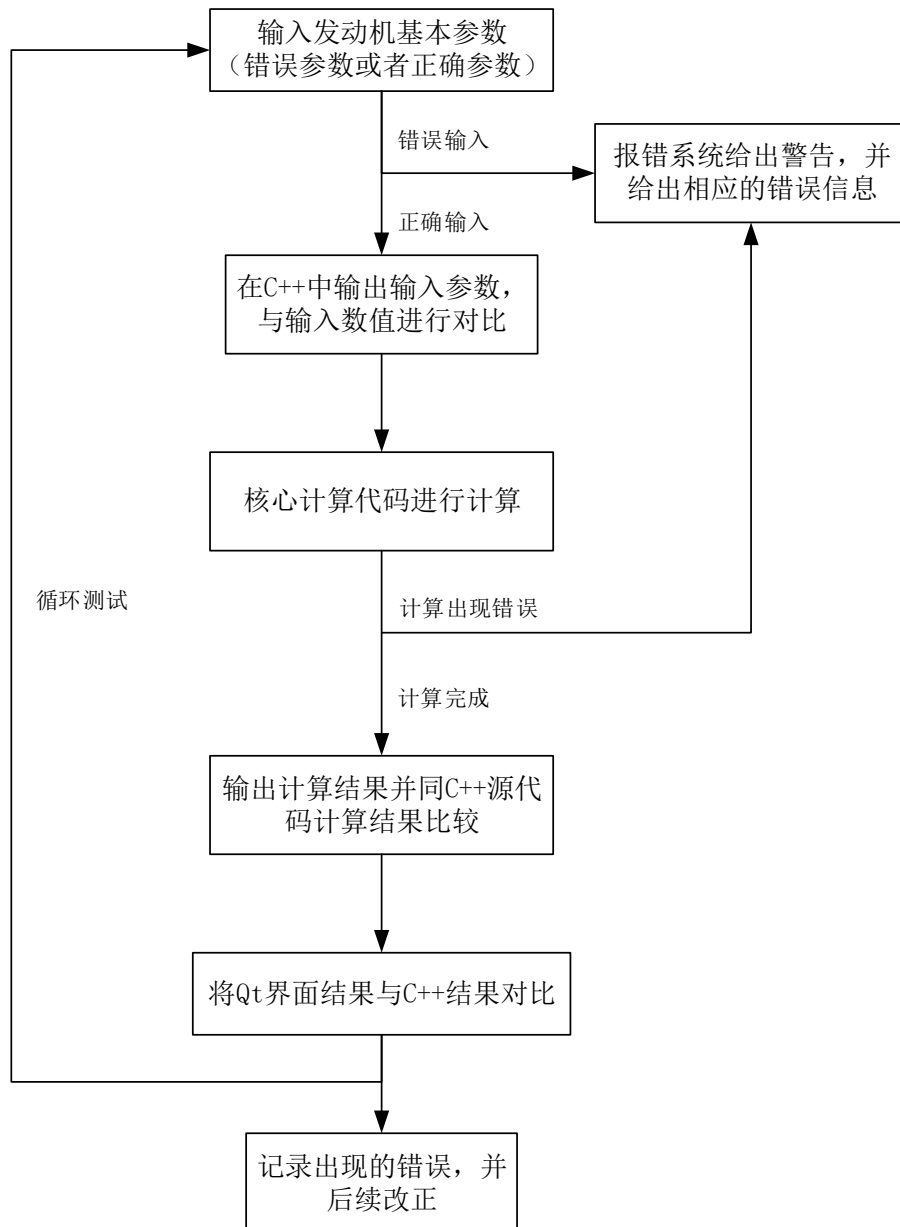 输入发动机基本参数
（错误参数或者正确参数）
错误输入
报错系统给出警告，并
给出相应的错误信息
正确输入
在C++中输出输入参数，
与输入数值进行对比
核心计算代码进行计算
循环测试
计算出现错误
计算完成
输出计算结果并同C++源代
码计算结果比较
将Qt界面结果与C++结果对比
记录出现的错误，并
后续改正